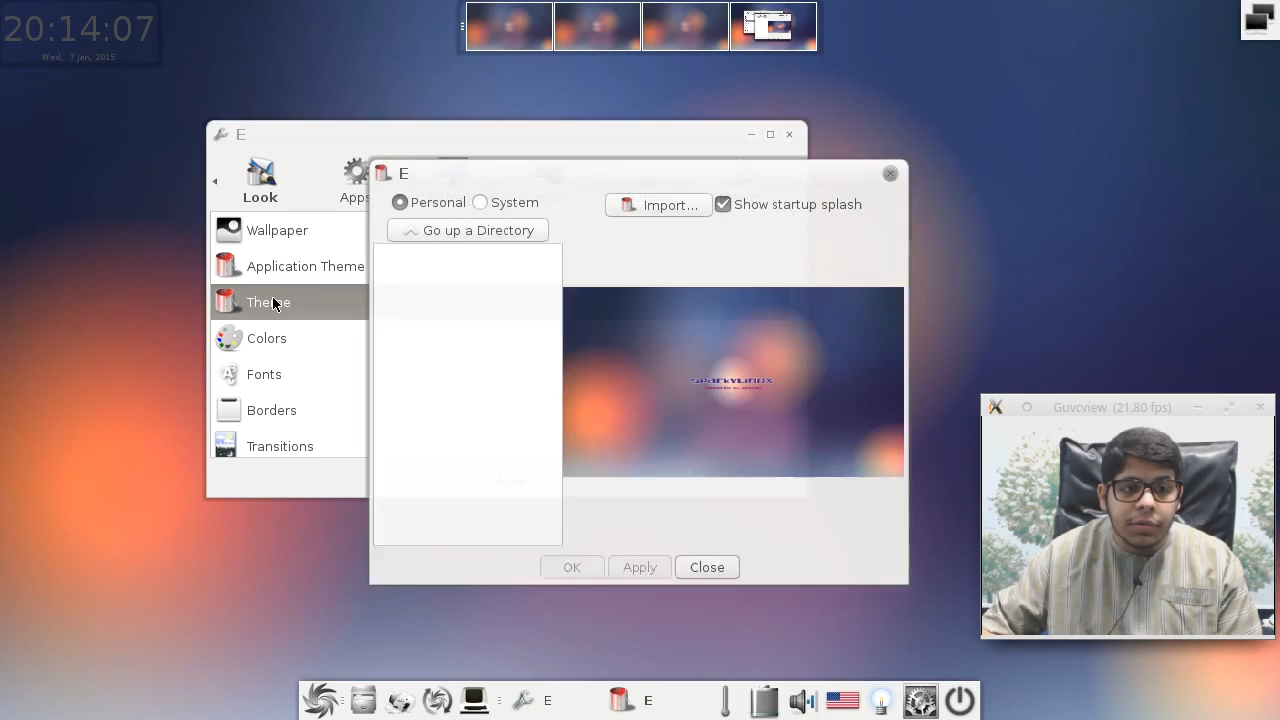 20:14:07
Wed, 7 Jan, 2015
E
Look
Apps
Wallpaper
Application Theme
Theme
Colors
Fonts
Borders
Transitions
E
Personal
System
Import...
Show startup splash
Go up a Directory
SPARKYLINUX
OK
Apply
Close
Guvcview (21.80 fps)
E
E